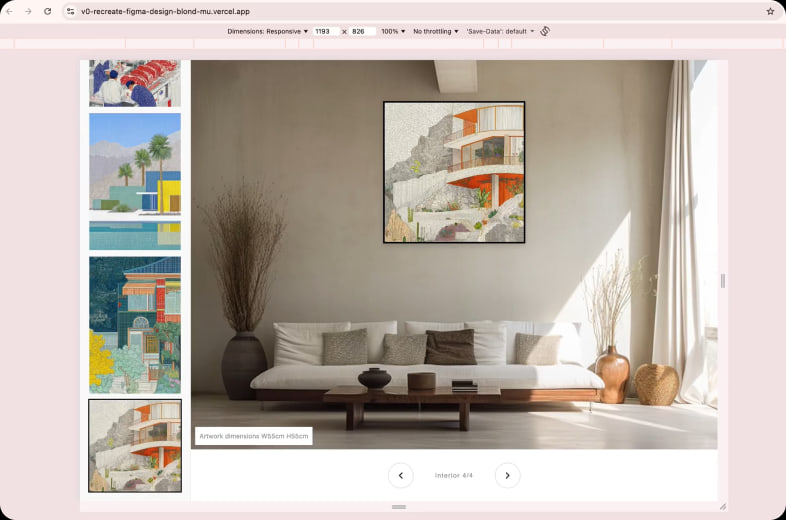 v0-recreate-figma-design-blond-mu.vercel.app
Dimensions: Responsive 1193 × 826 100% No throttling 'Save-Data': default
Artwork dimensions W55cm H55cm
Interior 4/4